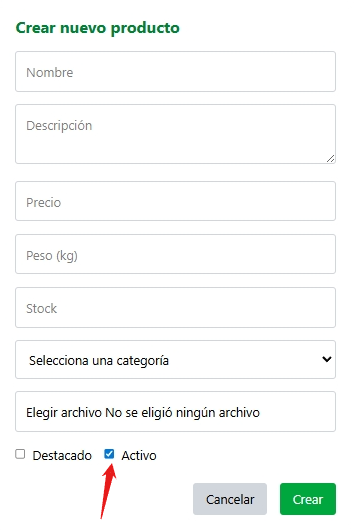 Crear nuevo producto
Nombre
Descripción
Precio
Peso (kg)
Stock
Selecciona una categoría
Elegir archivo No se eligió ningún archivo
Destacado Activo
Cancelar Crear